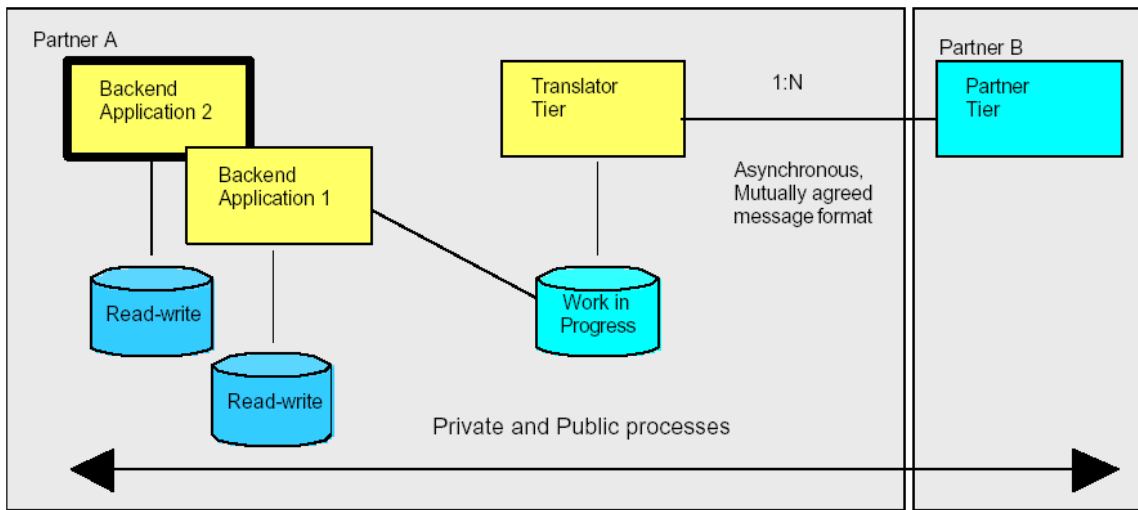 Partner A
Backend
Application 2
Backend
Application 1
Read-write
Read-write
Translator
Tier
Work in
Progress
1:N
Asynchronous,
Mutually agreed
message format
Partner B
Partner
Tier
Private and Public processes